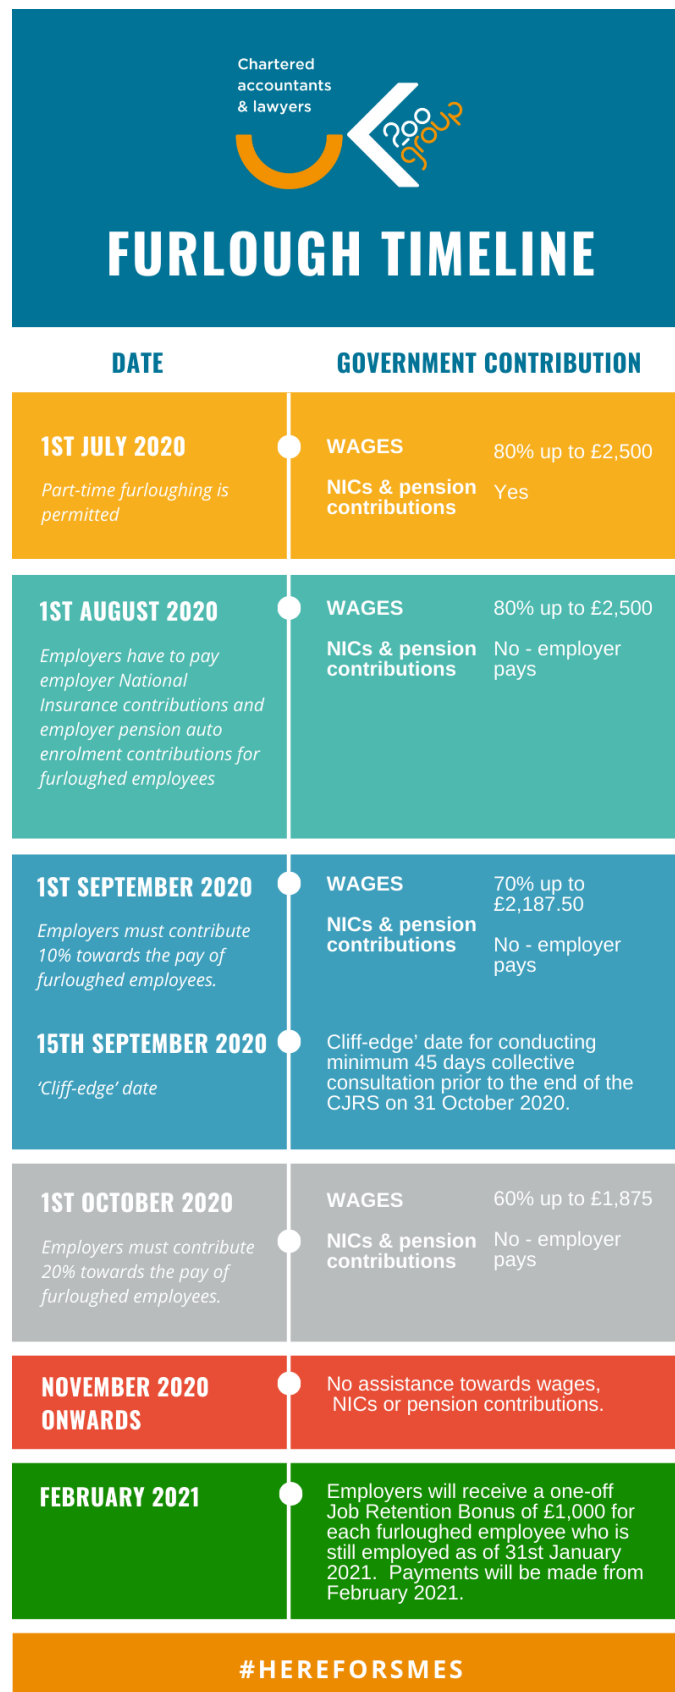 Chartered
accountants
& lawyers
200
group
FURLOUGH TIMELINE
DATE
GOVERNMENT CONTRIBUTION
1ST JULY 2020
Part-time furloughing is
permitted
WAGES
80% up to £2,500
NICs & pension
contributions
Yes
1ST AUGUST 2020
Employers have to pay
employer National
Insurance contributions and
employer pension auto
enrolment contributions for
furloughed employees
WAGES
80% up to £2,500
NICs & pension
contributions
No - employer
pays
1ST SEPTEMBER 2020
Employers must contribute
10% towards the pay of
furloughed employees.
WAGES
70% up to
£2,187.50
NICs & pension
contributions
No - employer
pays
15TH SEPTEMBER 2020
‘Cliff-edge’ date
Cliff-edge’ date for conducting
minimum 45 days collective
consultation prior to the end of the
CJRS on 31 October 2020.
1ST OCTOBER 2020
Employers must contribute
20% towards the pay of
furloughed employees.
WAGES
60% up to £1,875
NICs & pension
contributions
No - employer
pays
NOVEMBER 2020
ONWARDS
No assistance towards wages,
NICs or pension contributions.
FEBRUARY 2021
Employers will receive a one-off
Job Retention Bonus of £1,000 for
each furloughed employee who is
still employed as of 31st January
2021. Payments will be made from
February 2021.
#HEREFORSMES